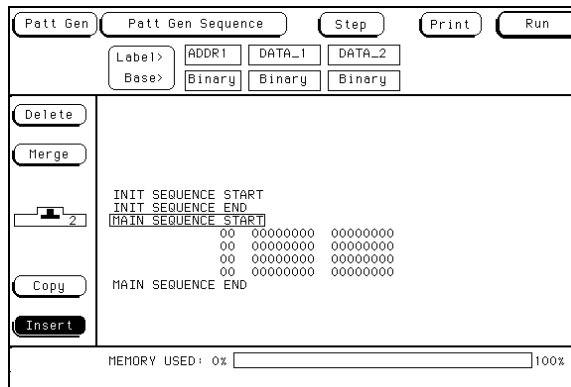 Patt Gen Patt Gen Sequence Step Print Run
Label> ADDR1 DATA_1 DATA_2
Base> Binary Binary Binary
Delete
Merge
INIT SEQUENCE START
INIT SEQUENCE END
2 MAIN SEQUENCE START
00 00000000 00000000
00 00000000 00000000
00 00000000 00000000
00 00000000 00000000
Copy MAIN SEQUENCE END
Insert
MEMORY USED: 0% 100%